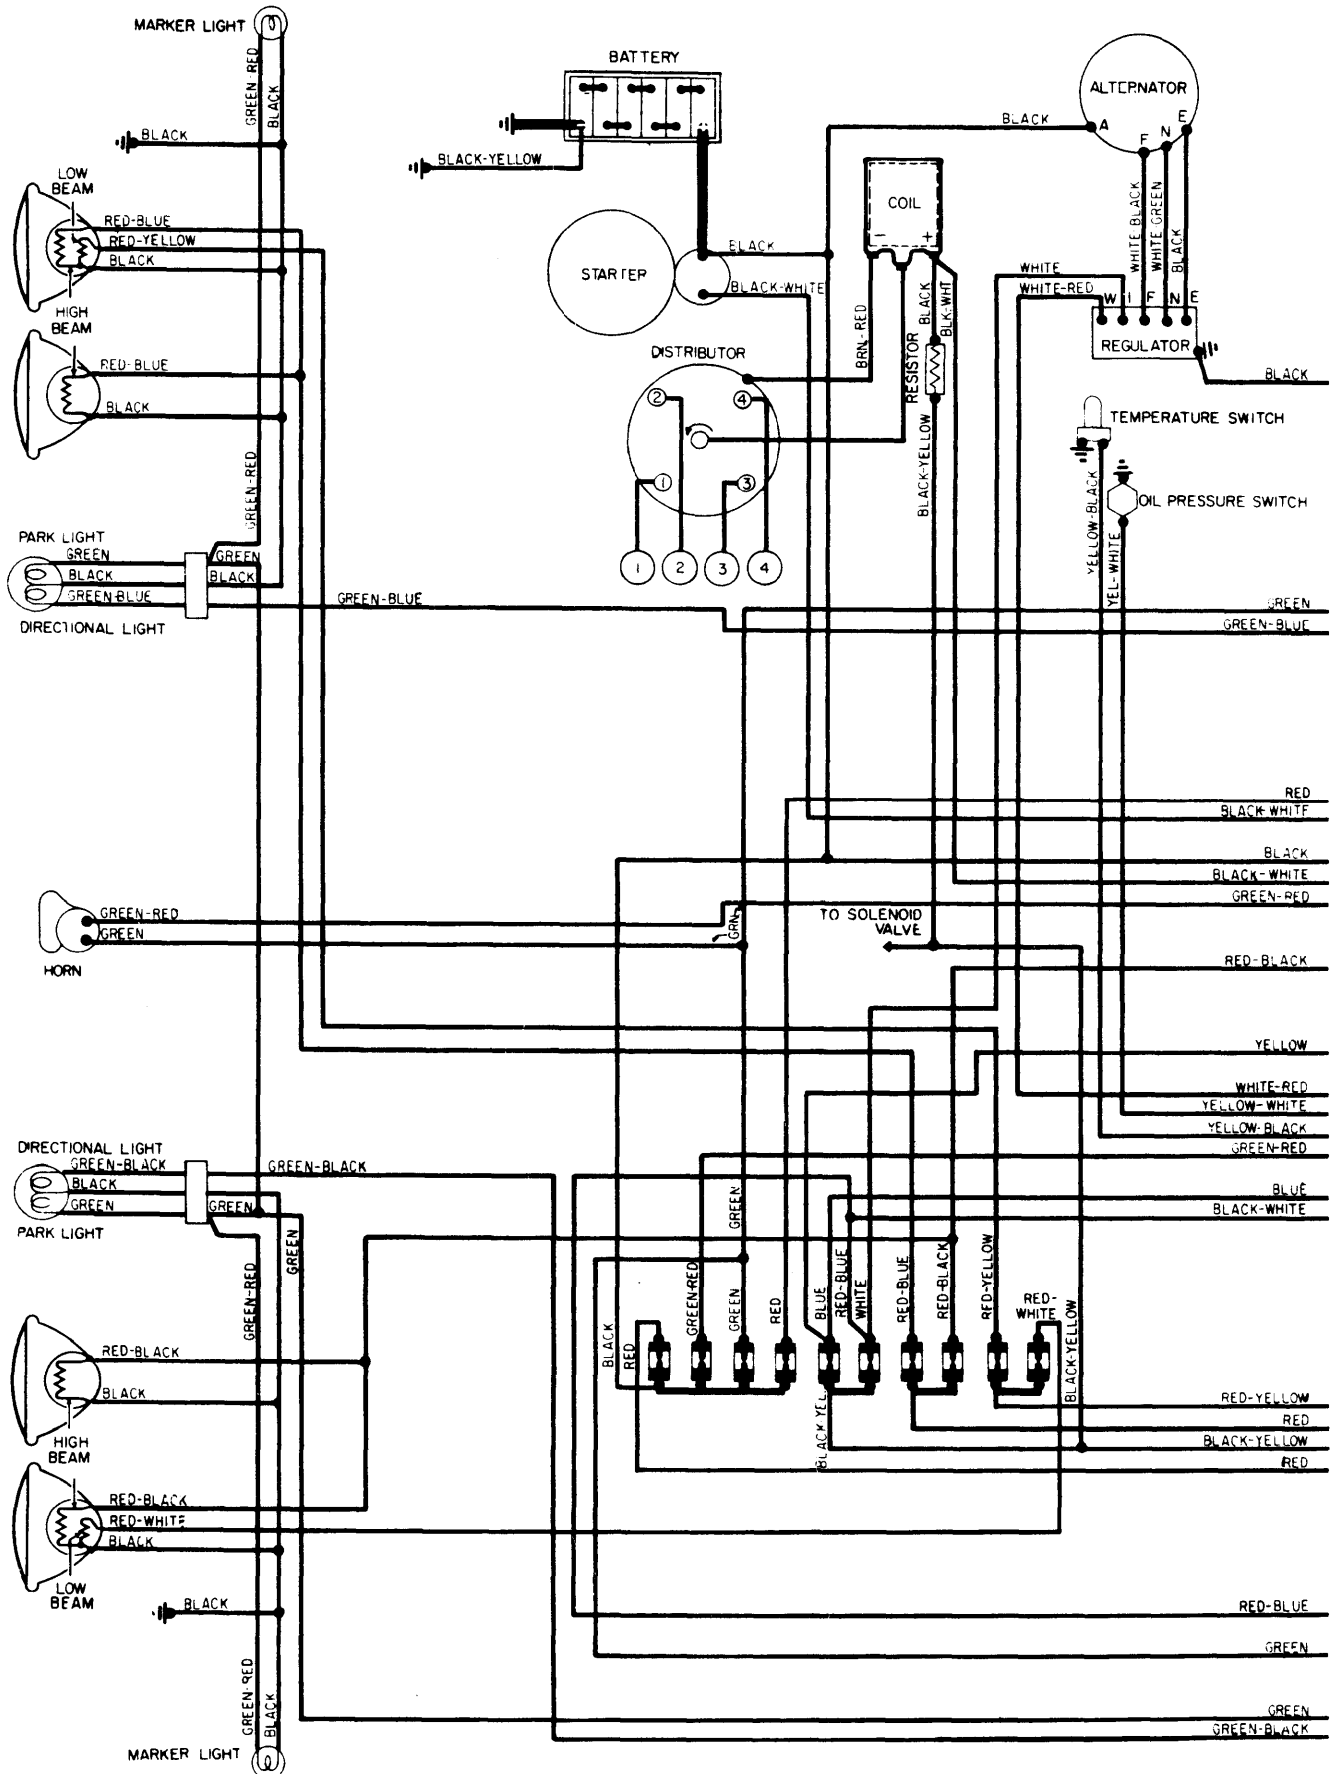 MARKER LIGHT
GREEN-RED
BLACK
BLACK
BATTERY
BLACK-YELLOW
ALTERNATOR
BLACK
A
F
N
E
WHITE BLACK
WHITE GREEN
BLACK
COIL
-
+
LOW
BEAM
RED-BLUE
RED-YELLOW
BLACK
HIGH
BEAM
STARTER
BLACK
BLACK-WHITE
BRN-RED
BLACK
BLK-WHT
RESISTOR
WHITE
WHITE-RED
W I F N E
REGULATOR
BLACK
RED-BLUE
BLACK
DISTRIBUTOR
2
4
1
3
1
2
3
4
BLACK-YELLOW
TEMPERATURE SWITCH
OIL PRESSURE SWITCH
YELLOW-BLACK
YEL-WHITE
GREEN-RED
PARK LIGHT
GREEN
BLACK
GREEN-BLUE
DIRECTIONAL LIGHT
GREEN
BLACK
GREEN-BLUE
GREEN
GREEN-BLUE
RED
BLACK-WHITE
BLACK
BLACK-WHITE
GREEN-RED
GREEN-RED
GREEN
HORN
GRN
TO SOLENOID
VALVE
RED-BLACK
YELLOW
WHITE-RED
YELLOW-WHITE
YELLOW-BLACK
GREEN-RED
BLUE
BLACK-WHITE
DIRECTIONAL LIGHT
GREEN-BLACK
BLACK
GREEN
PARK LIGHT
GREEN-BLACK
GREEN
GREEN
GREEN-RED
GREEN
BLACK
RED
GREEN-RED
GREEN
RED
BLUE
RED-BLUE
WHITE
RED-BLUE
RED-BLACK
RED-YELLOW
RED-
WHITE
BLACK-YELLOW
BLACK-YEL
RED-BLACK
BLACK
HIGH
BEAM
RED-YELLOW
RED
BLACK-YELLOW
RED
RED-BLACK
RED-WHITE
BLACK
LOW
BEAM
BLACK
RED-BLUE
GREEN
GREEN
GREEN-BLACK
GREEN-RED
BLACK
MARKER LIGHT